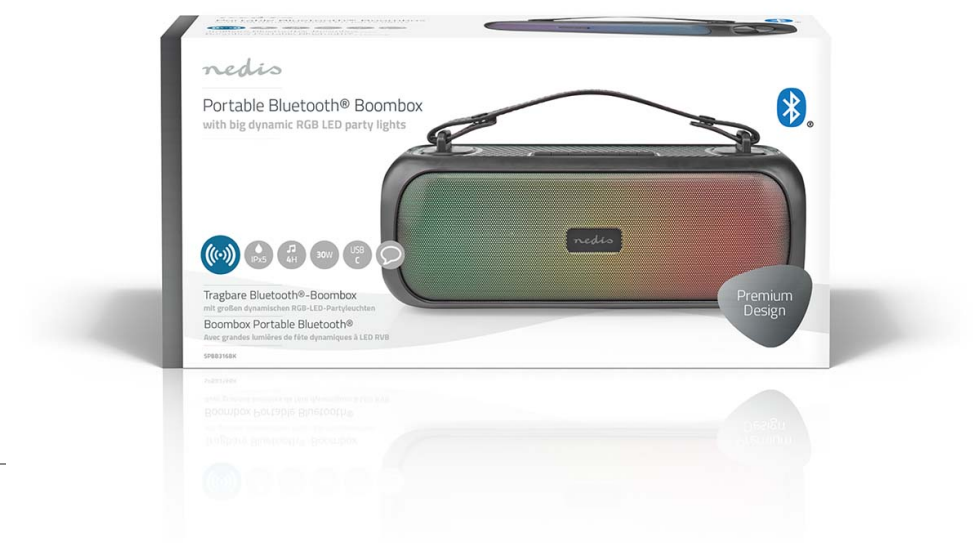 nedis
Portable Bluetooth® Boombox
with big dynamic RGB LED party lights
nedis
IPx5
4H
30W
USB
C
Tragbare Bluetooth®-Boombox
mit großen dynamischen RGB-LED-Partyleuchten
Boombox Portable Bluetooth®
Avec grandes lumières de fête dynamiques à LED RVB
SPBB316BK
Premium
Design